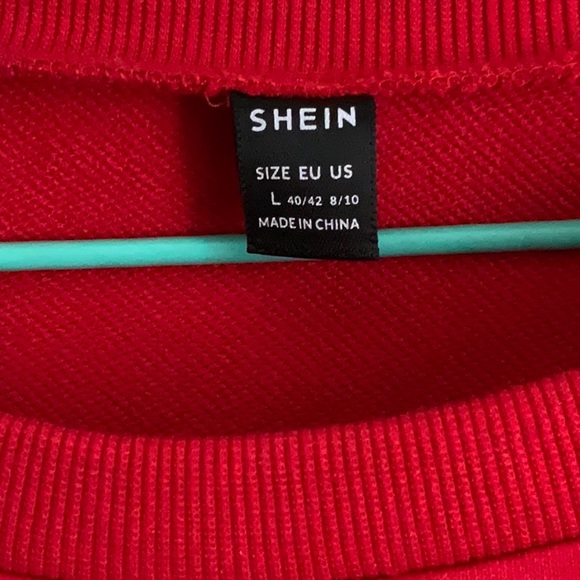 SHEIN
SIZE EU US
L 40/42 8/10
MADE IN CHINA